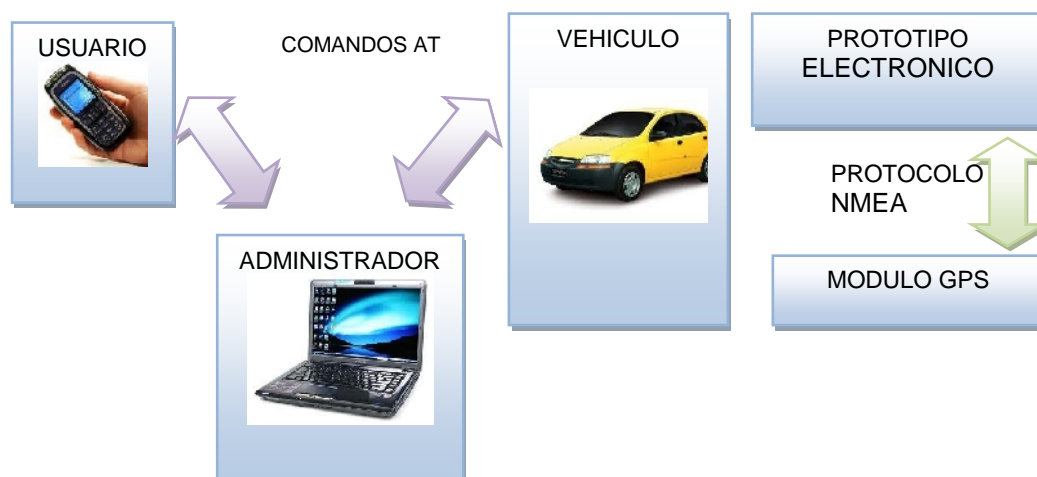 USUARIO
COMANDOS AT
VEHICULO
PROTOTIPO
ELECTRONICO
PROTOCOLO
NMEA
ADMINISTRADOR
MODULO GPS